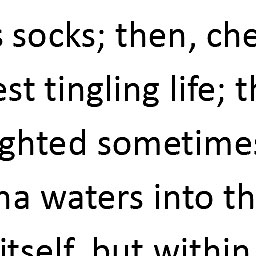 s socks; then, che
est tingling life; th
ghted sometimes
na waters into th
itself, but within